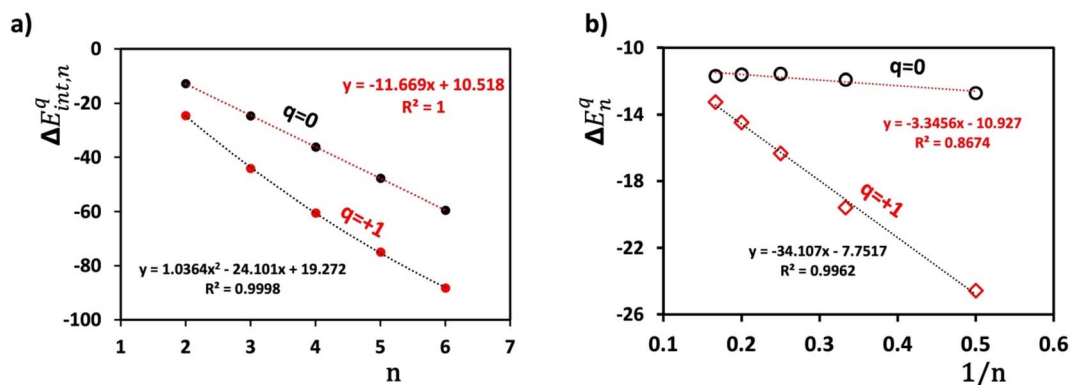 a)
ΔE^q_{int,n}
0
-20
-40
-60
-80
-100
y = -11.669x + 10.518
R² = 1
q=0
q=+1
y = 1.0364x² - 24.101x + 19.272
R² = 0.9998
1 2 3 4 5 6 7
n
b)
ΔE^q_n
-10
-14
-18
-22
-26
q=0
y = -3.3456x - 10.927
R² = 0.8674
q=+1
y = -34.107x - 7.7517
R² = 0.9962
0.1 0.2 0.3 0.4 0.5 0.6
1/n